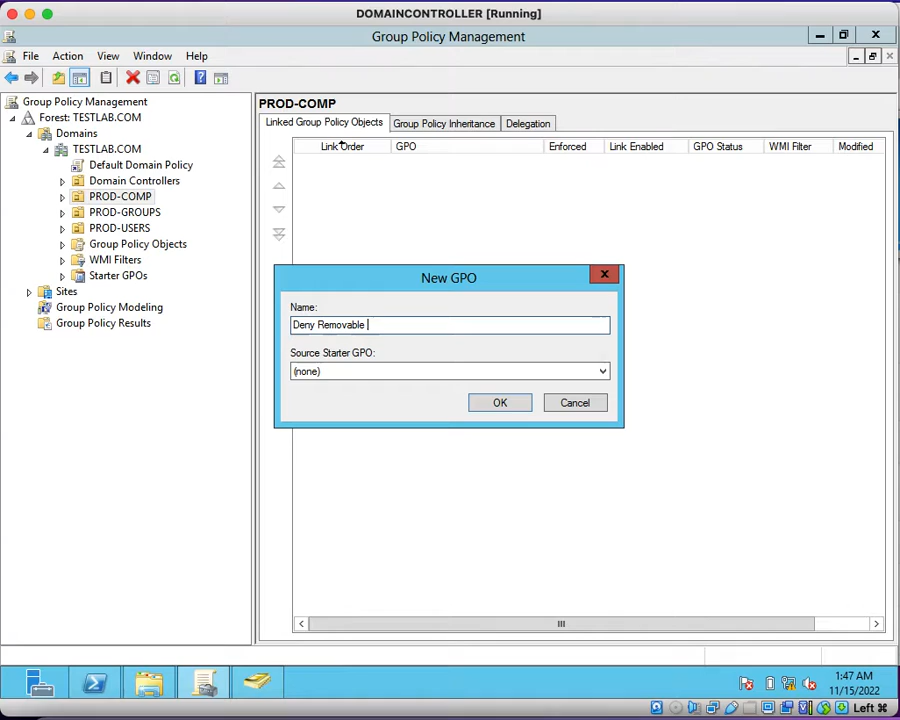 DOMAINCONTROLLER [Running]
Group Policy Management
File Action View Window Help
Group Policy Management
Forest: TESTLAB.COM
Domains
TESTLAB.COM
Default Domain Policy
Domain Controllers
PROD-COMP
PROD-GROUPS
PROD-USERS
Group Policy Objects
WMI Filters
Starter GPOs
Sites
Group Policy Modeling
Group Policy Results
PROD-COMP
Linked Group Policy Objects Group Policy Inheritance Delegation
Link Order GPO Enforced Link Enabled GPO Status WMI Filter Modified
New GPO
Name:
Deny Removable
Source Starter GPO:
(none)
OK Cancel
1:47 AM
11/15/2022
Left ⌘